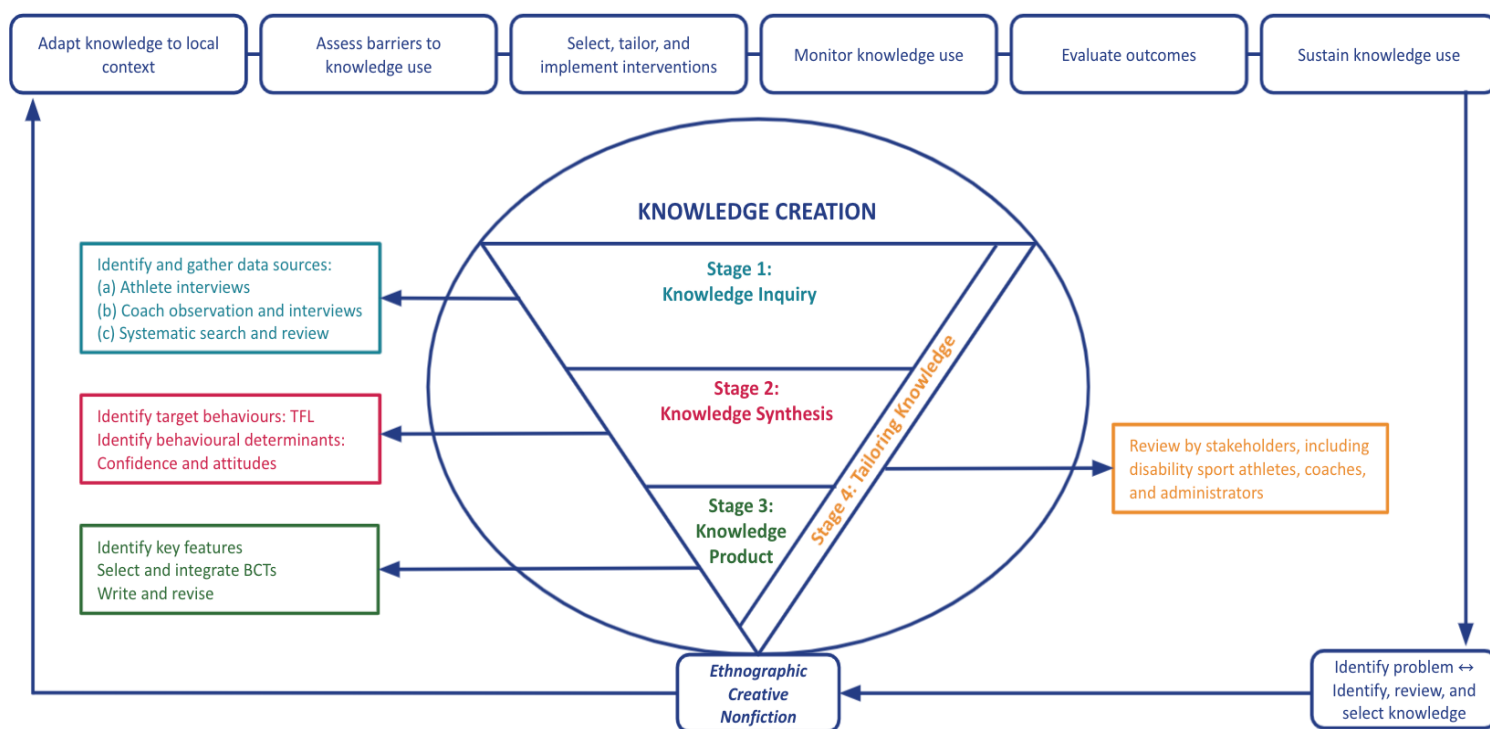 Adapt knowledge to local
context
Assess barriers to
knowledge use
Select, tailor, and
implement interventions
Monitor knowledge use
Evaluate outcomes
Sustain knowledge use
KNOWLEDGE CREATION
Stage 1:
Knowledge Inquiry
Identify and gather data sources:
(a) Athlete interviews
(b) Coach observation and interviews
(c) Systematic search and review
Stage 2:
Knowledge Synthesis
Identify target behaviours: TFL
Identify behavioural determinants:
Confidence and attitudes
Stage 3:
Knowledge
Product
Identify key features
Select and integrate BCTs
Write and revise
Stage 4: Tailoring Knowledge
Review by stakeholders, including
disability sport athletes, coaches,
and administrators
Ethnographic
Creative
Nonfiction
Identify problem ↔
Identify, review, and
select knowledge